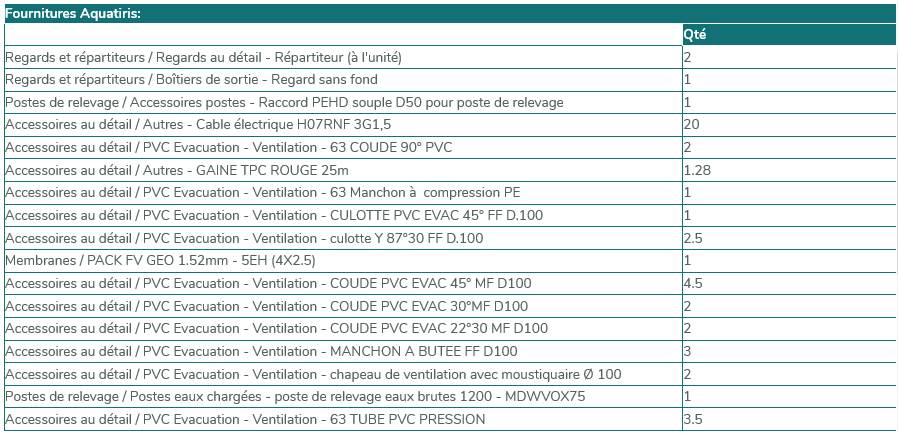 Fournitures Aquatiris:
Qté
Regards et répartiteurs / Regards au détail - Répartiteur (à l'unité) 2
Regards et répartiteurs / Boîtiers de sortie - Regard sans fond 1
Postes de relevage / Accessoires postes - Raccord PEHD souple D50 pour poste de relevage 1
Accessoires au détail / Autres - Cable électrique H07RNF 3G1,5 20
Accessoires au détail / PVC Evacuation - Ventilation - 63 COUDE 90° PVC 2
Accessoires au détail / Autres - GAINE TPC ROUGE 25m 1.28
Accessoires au détail / PVC Evacuation - Ventilation - 63 Manchon à compression PE 1
Accessoires au détail / PVC Evacuation - Ventilation - CULOTTE PVC EVAC 45° FF D.100 1
Accessoires au détail / PVC Evacuation - Ventilation - culotte Y 87°30 FF D.100 2.5
Membranes / PACK FV GEO 1.52mm - 5EH (4X2.5) 1
Accessoires au détail / PVC Evacuation - Ventilation - COUDE PVC EVAC 45° MF D100 4.5
Accessoires au détail / PVC Evacuation - Ventilation - COUDE PVC EVAC 30°MF D100 2
Accessoires au détail / PVC Evacuation - Ventilation - COUDE PVC EVAC 22°30 MF D100 2
Accessoires au détail / PVC Evacuation - Ventilation - MANCHON A BUTEE FF D100 3
Accessoires au détail / PVC Evacuation - Ventilation - chapeau de ventilation avec moustiquaire Ø 100 2
Postes de relevage / Postes eaux chargées - poste de relevage eaux brutes 1200 - MDWVOX75 1
Accessoires au détail / PVC Evacuation - Ventilation - 63 TUBE PVC PRESSION 3.5